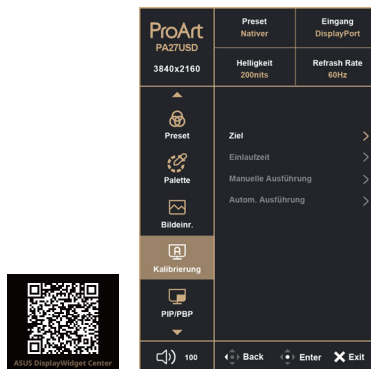 ProArt
PA27USD
3840x2160
Preset
Nativer
Eingang
DisplayPort
Helligkeit
200nits
Refrash Rate
60Hz
Preset
Palette
Bildeinr.
Kalibrierung
PIP/PBP
100
Ziel
Einlaufzeit
Manuelle Ausführung
Autom. Ausführung
Back
Enter
Exit
ASUS DisplayWidget Center